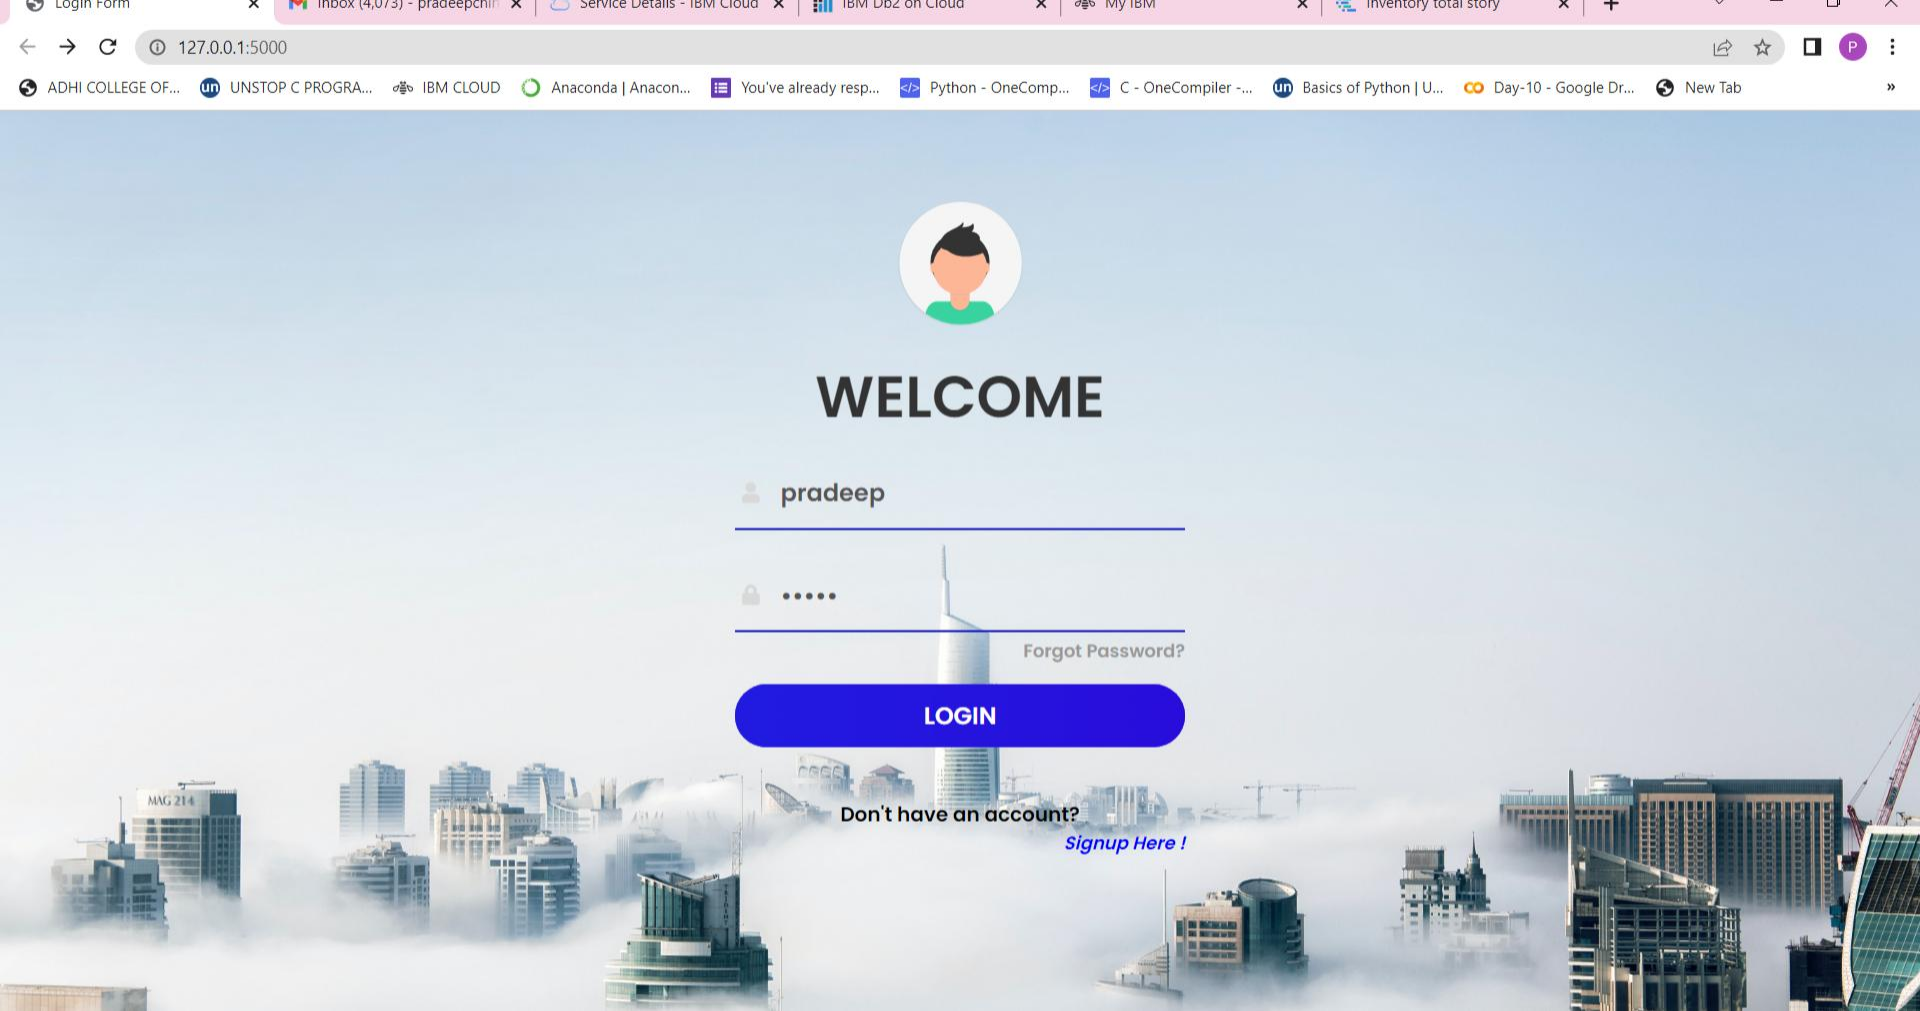 Login Form
Inbox (4,073) - pradeepchin
Service Details - IBM Cloud
IBM Db2 on Cloud
My IBM
Inventory total story
127.0.0.1:5000
P
ADHI COLLEGE OF...
un UNSTOP C PROGRA...
IBM CLOUD
Anaconda | Anacon...
You've already resp...
</> Python - OneComp...
</> C - OneCompiler -...
un Basics of Python | U...
Day-10 - Google Dr...
New Tab
»
WELCOME
pradeep
•••••
Forgot Password?
LOGIN
MAG 214
Don't have an account?
Signup Here !